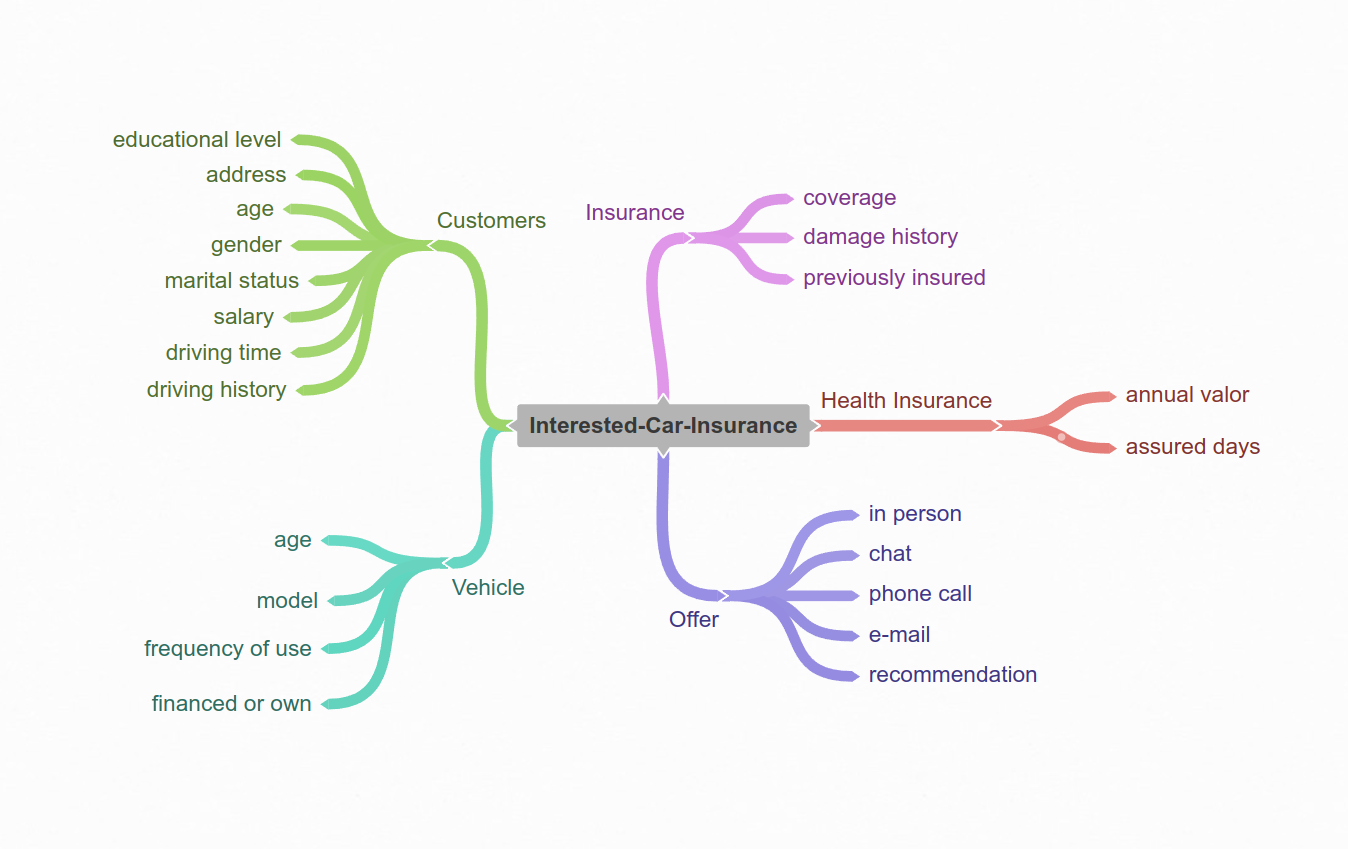 Interested-Car-Insurance
Customers
educational level
address
age
gender
marital status
salary
driving time
driving history
Vehicle
age
model
frequency of use
financed or own
Insurance
coverage
damage history
previously insured
Health Insurance
annual valor
assured days
Offer
in person
chat
phone call
e-mail
recommendation